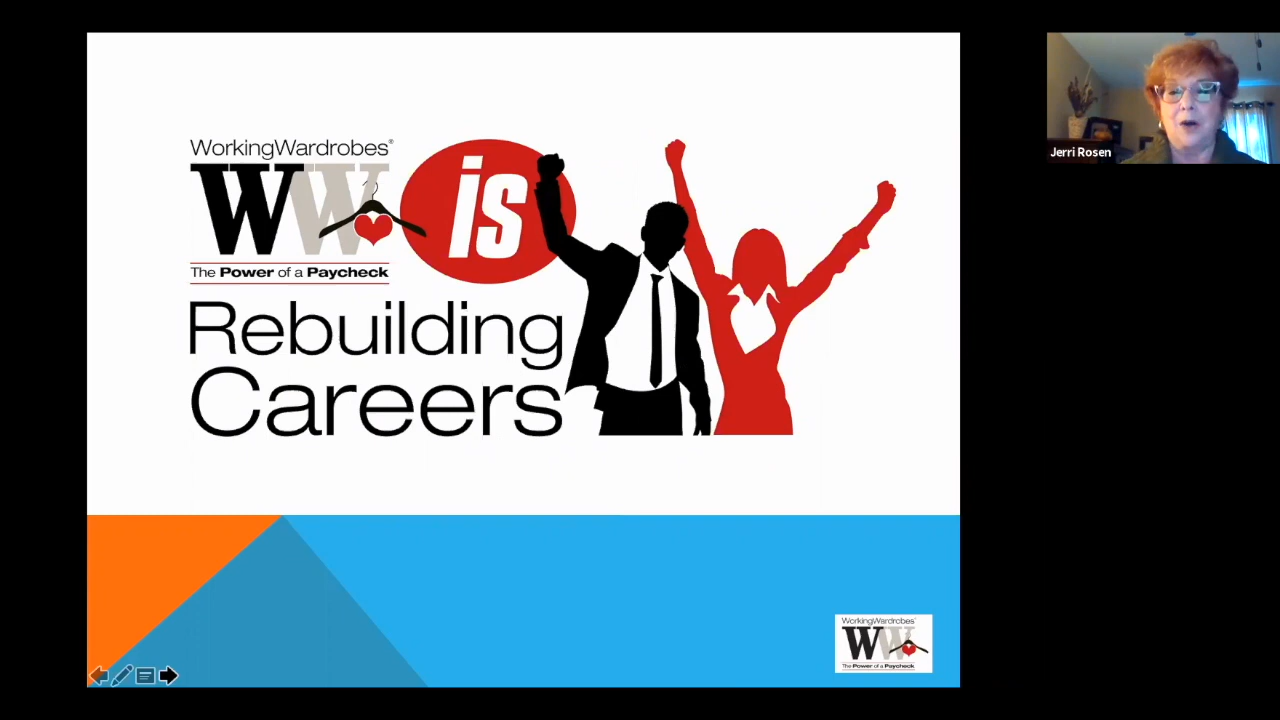 WorkingWardrobes®
WW
is
The Power of a Paycheck
Rebuilding
Careers
Jerri Rosen
WorkingWardrobes®
WW
The Power of a Paycheck